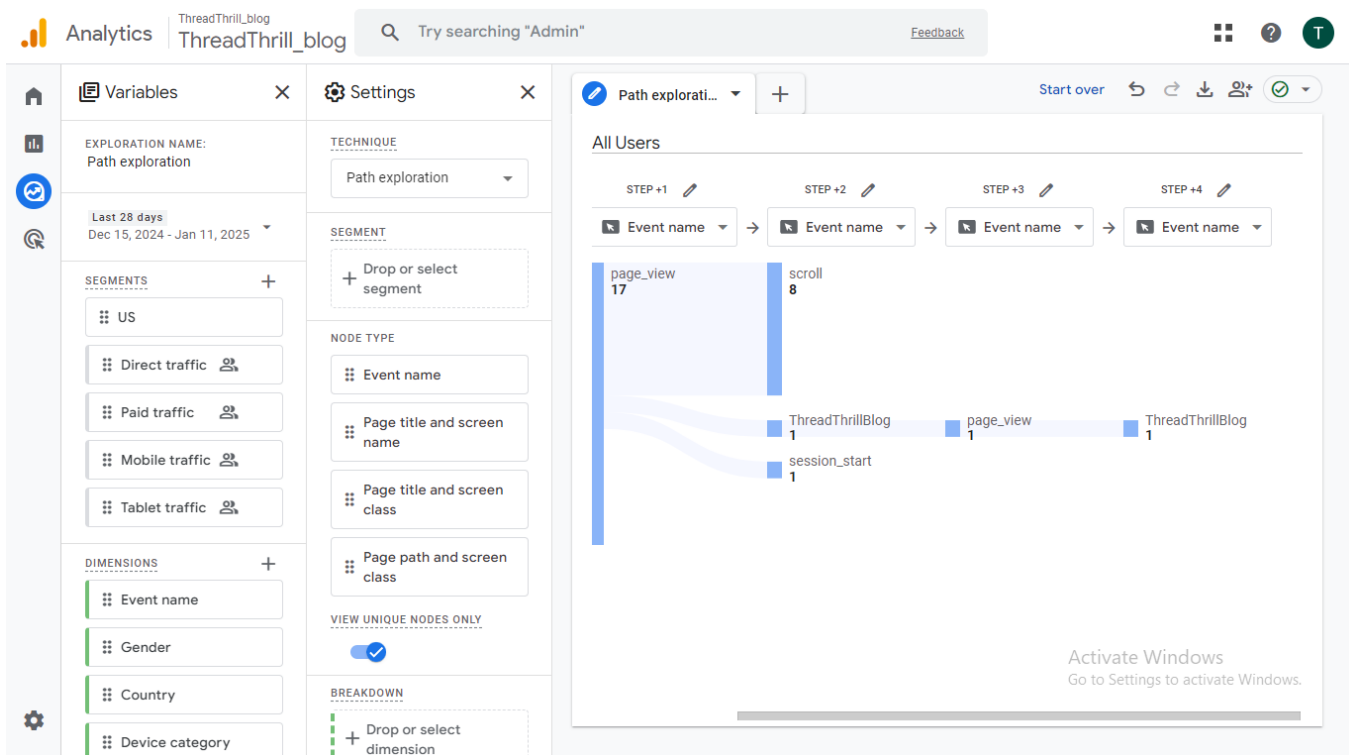 Analytics
ThreadThrill_blog
ThreadThrill_blog
Try searching "Admin"
Feedback
?
T
Variables
EXPLORATION NAME:
Path exploration
Last 28 days
Dec 15, 2024 - Jan 11, 2025
SEGMENTS
US
Direct traffic
Paid traffic
Mobile traffic
Tablet traffic
DIMENSIONS
Event name
Gender
Country
Device category
Settings
TECHNIQUE
Path exploration
SEGMENT
Drop or select
segment
NODE TYPE
Event name
Page title and screen
name
Page title and screen
class
Page path and screen
class
VIEW UNIQUE NODES ONLY
BREAKDOWN
Drop or select
dimension
Path explorati...
Start over
All Users
STEP +1
STEP +2
STEP +3
STEP +4
Event name
Event name
Event name
Event name
page_view
17
scroll
8
ThreadThrillBlog
1
page_view
1
ThreadThrillBlog
1
session_start
1
Activate Windows
Go to Settings to activate Windows.